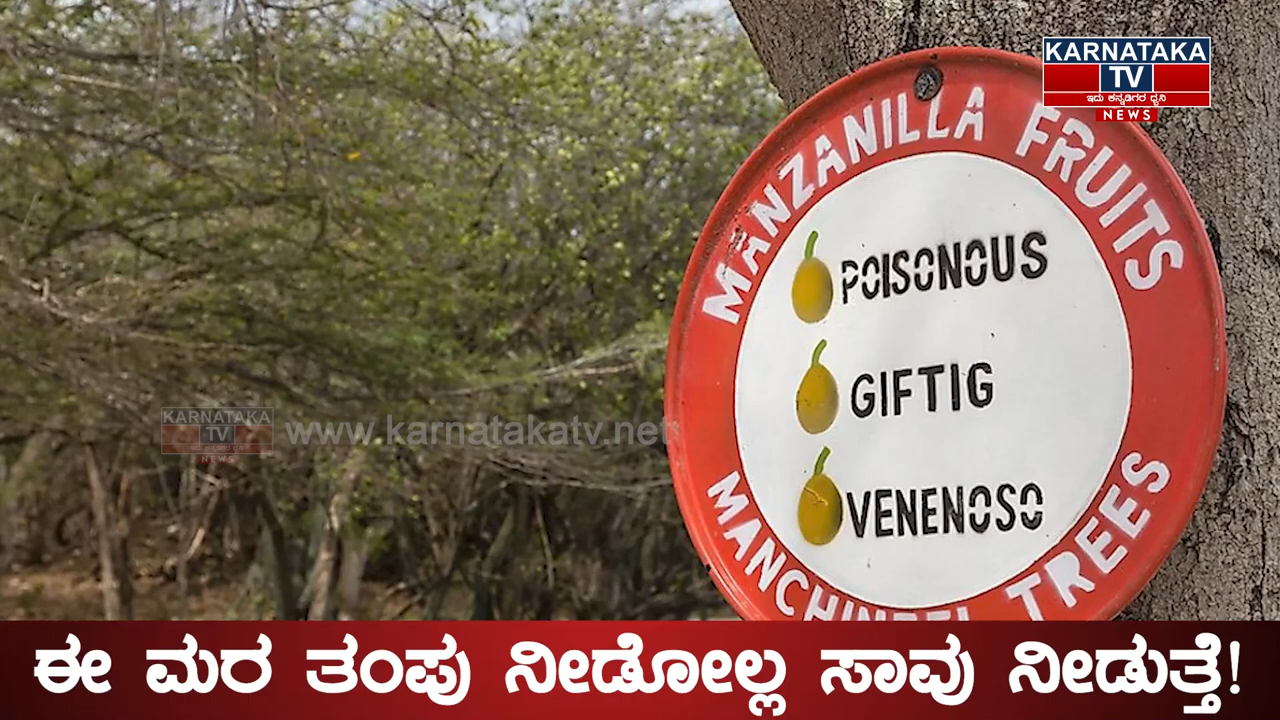 KARNATAKA
TV
ಇದು ಕನ್ನಡಿಗರ ಧ್ವನಿ
NEWS
MANZANILLA FRUITS
POISONOUS
GIFTIG
VENENOSO
MANCHINEEL TREES
KARNATAKA
TV
NEWS
www.karnatakatv.net
ಈ ಮರ ತಂಪು ನೀಡೋಲ್ಲ ಸಾವು ನೀಡುತ್ತೆ!